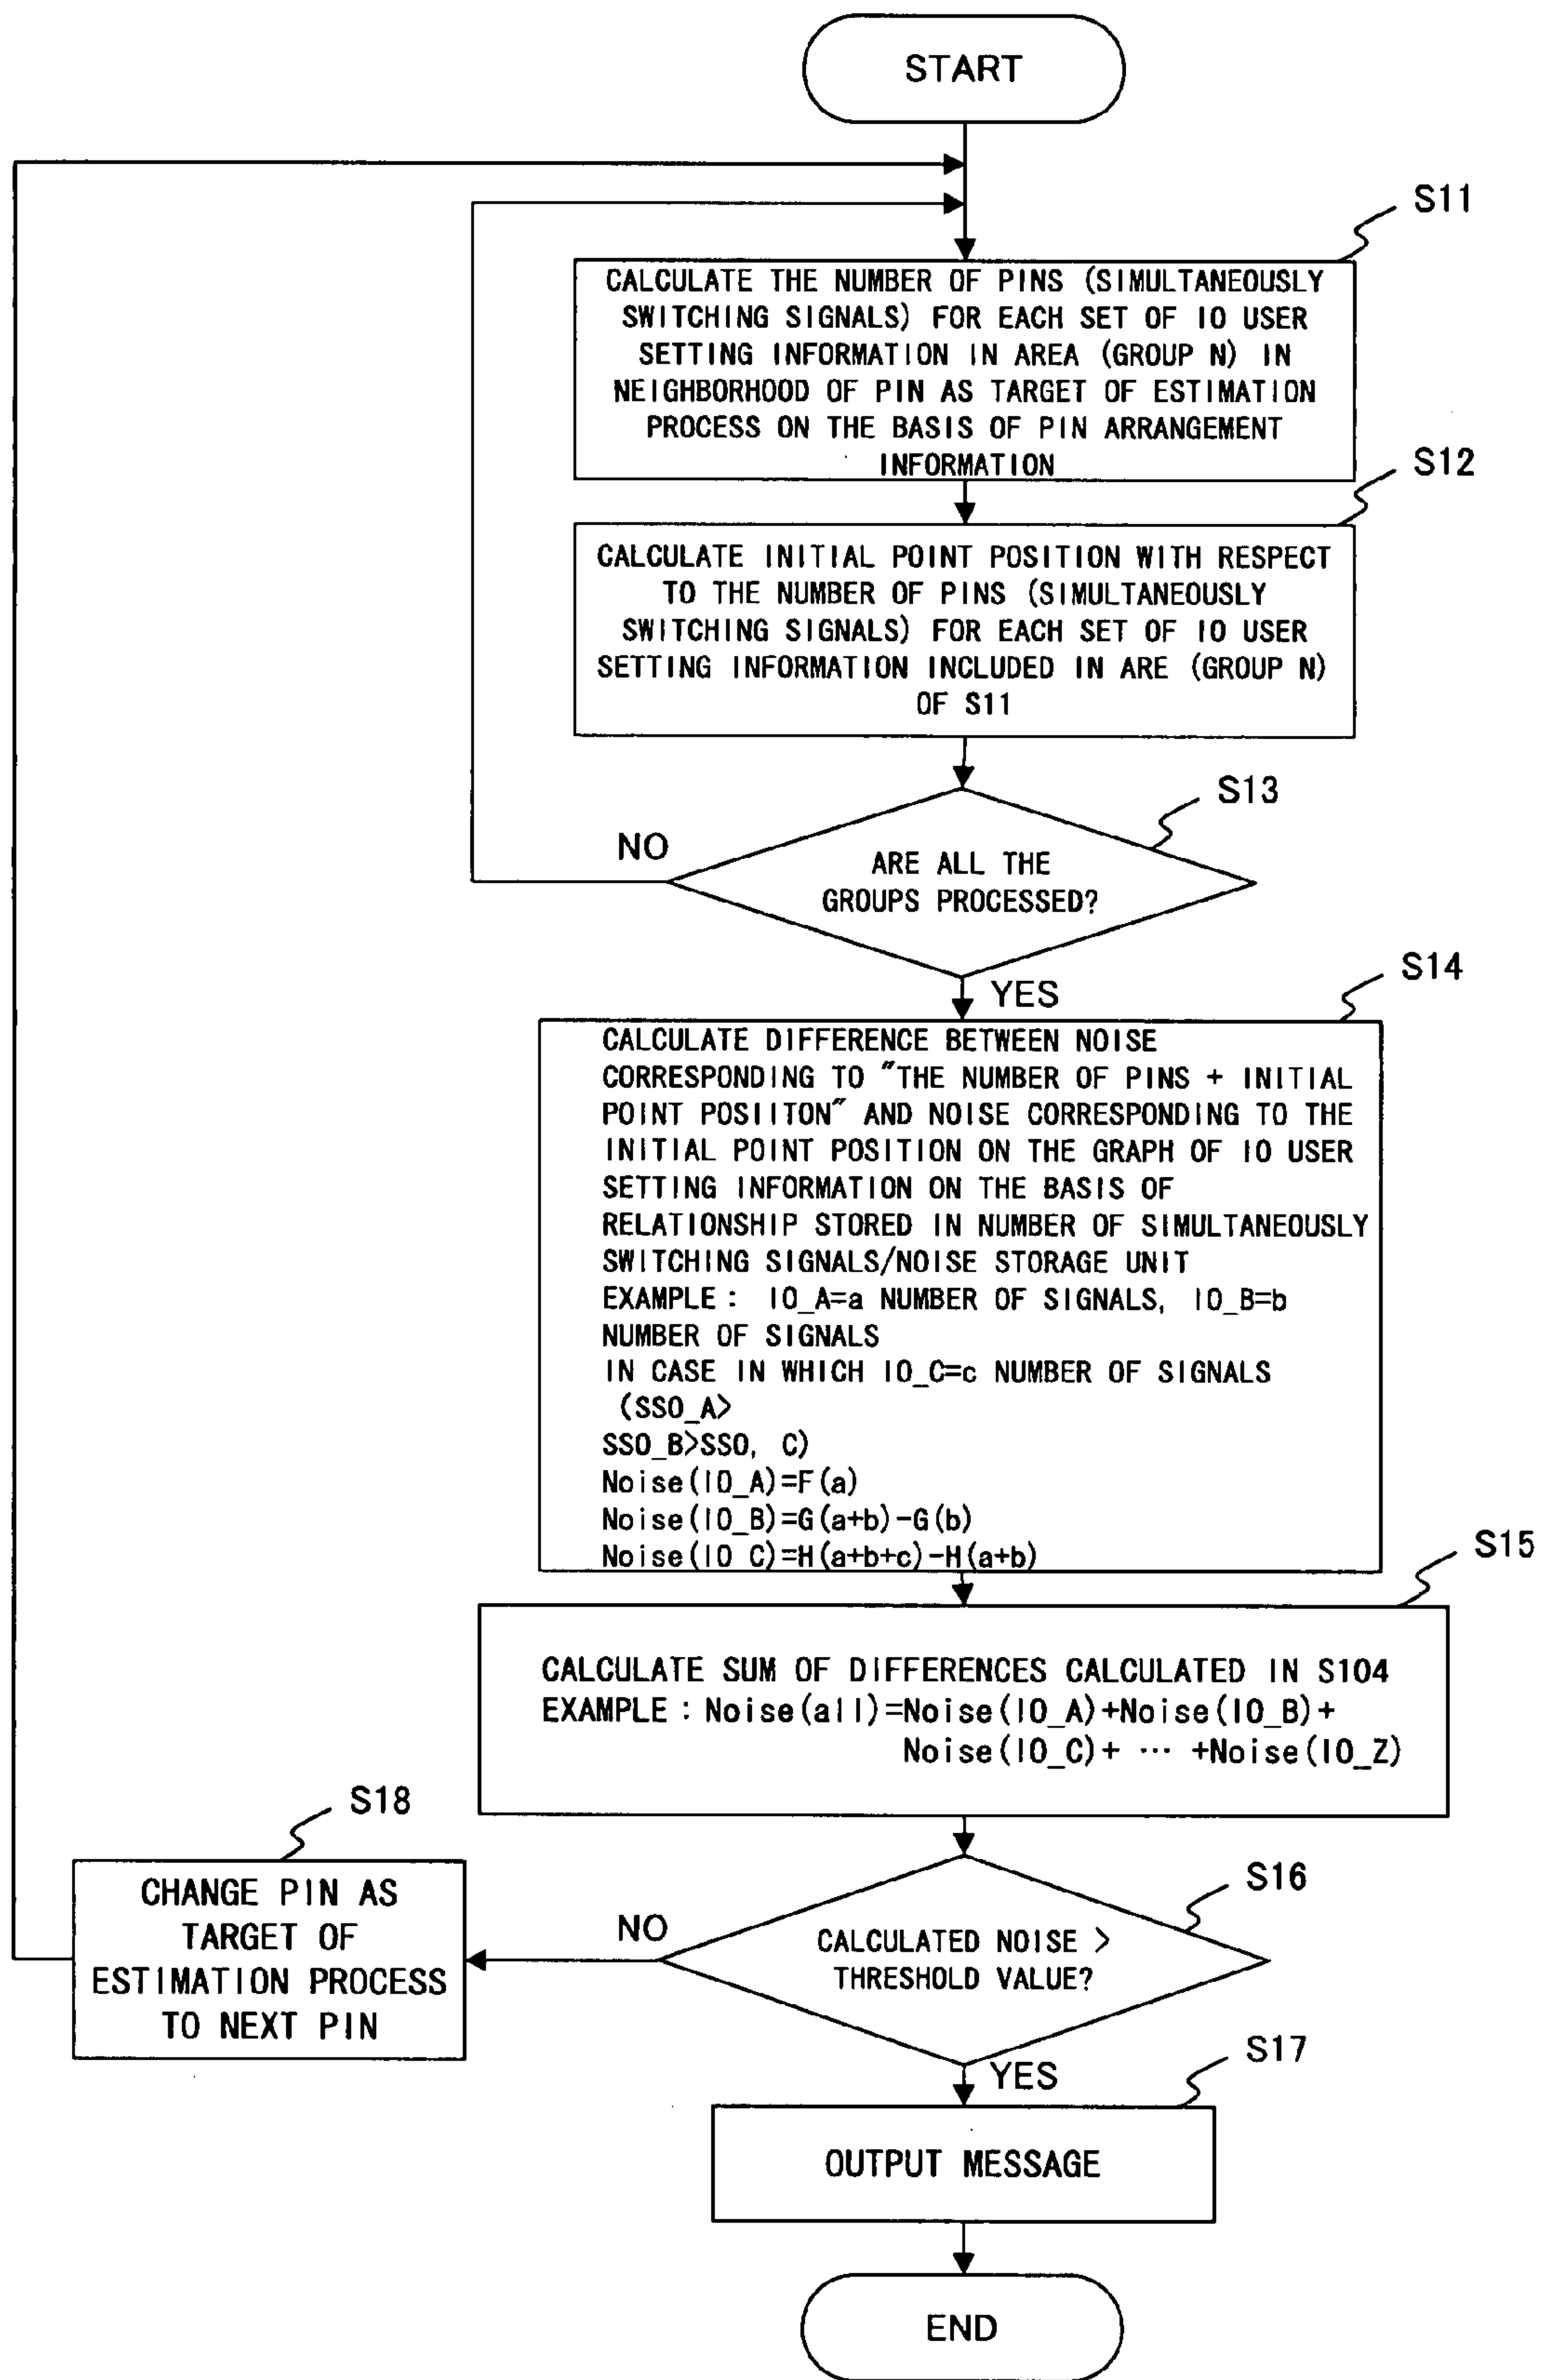 START
S11
CALCULATE THE NUMBER OF PINS (SIMULTANEOUSLY
SWITCHING SIGNALS) FOR EACH SET OF IO USER
SETTING INFORMATION IN AREA (GROUP N) IN
NEIGHBORHOOD OF PIN AS TARGET OF ESTIMATION
PROCESS ON THE BASIS OF PIN ARRANGEMENT
INFORMATION
S12
CALCULATE INITIAL POINT POSITION WITH RESPECT
TO THE NUMBER OF PINS (SIMULTANEOUSLY
SWITCHING SIGNALS) FOR EACH SET OF IO USER
SETTING INFORMATION INCLUDED IN ARE (GROUP N)
OF S11
S13
NO
ARE ALL THE
GROUPS PROCESSED?
YES
S14
CALCULATE DIFFERENCE BETWEEN NOISE
CORRESPONDING TO "THE NUMBER OF PINS + INITIAL
POINT POSIITON" AND NOISE CORRESPONDING TO THE
INITIAL POINT POSITION ON THE GRAPH OF IO USER
SETTING INFORMATION ON THE BASIS OF
RELATIONSHIP STORED IN NUMBER OF SIMULTANEOUSLY
SWITCHING SIGNALS/NOISE STORAGE UNIT
EXAMPLE: IO_A=a NUMBER OF SIGNALS, IO_B=b
NUMBER OF SIGNALS
IN CASE IN WHICH IO_C=c NUMBER OF SIGNALS
(SSO_A>
SSO_B>SSO, C)
Noise(IO_A)=F(a)
Noise(IO_B)=G(a+b)-G(b)
Noise(IO_C)=H(a+b+c)-H(a+b)
S15
CALCULATE SUM OF DIFFERENCES CALCULATED IN S104
EXAMPLE: Noise(all)=Noise(IO_A)+Noise(IO_B)+
Noise(IO_C)+ ··· +Noise(IO_Z)
S16
CALCULATED NOISE >
THRESHOLD VALUE?
NO
S18
CHANGE PIN AS
TARGET OF
ESTIMATION PROCESS
TO NEXT PIN
YES
S17
OUTPUT MESSAGE
END